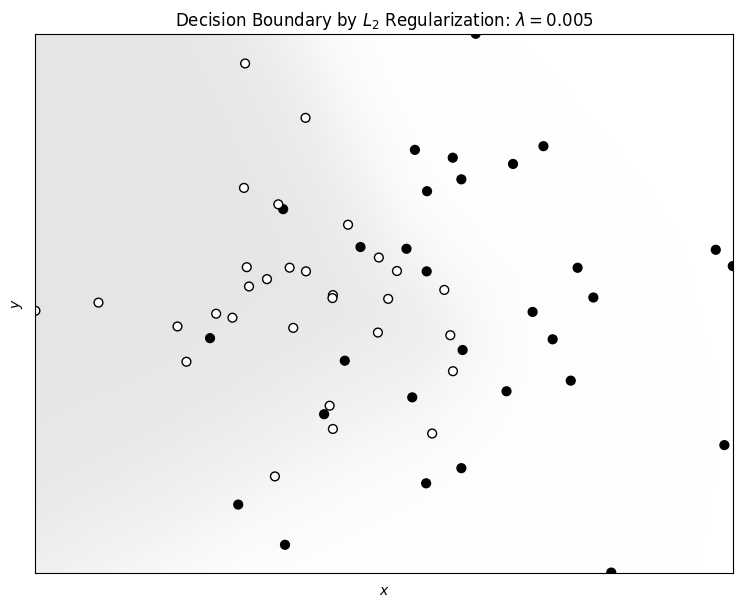 Decision Boundary by L₂ Regularization: λ = 0.005
y
x